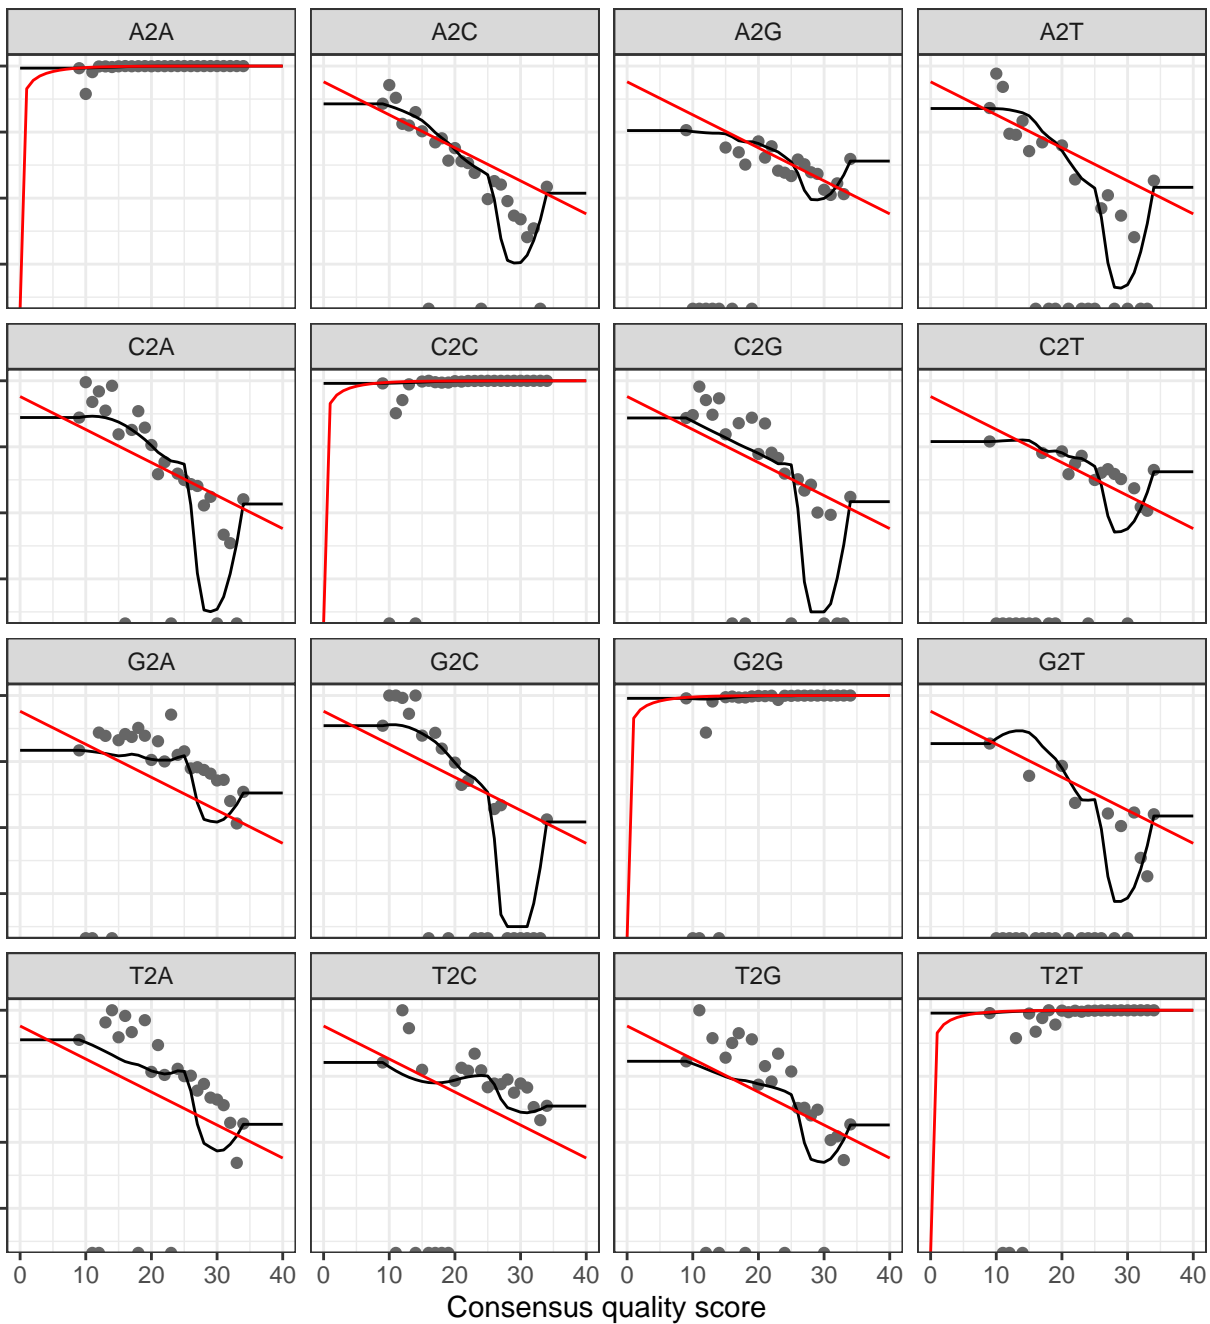 A2A A2C A2G A2T
C2A C2C C2G C2T
G2A G2C G2G G2T
T2A T2C T2G T2T
0 10 20 30 40 0 10 20 30 40 0 10 20 30 40 0 10 20 30 40
Consensus quality score